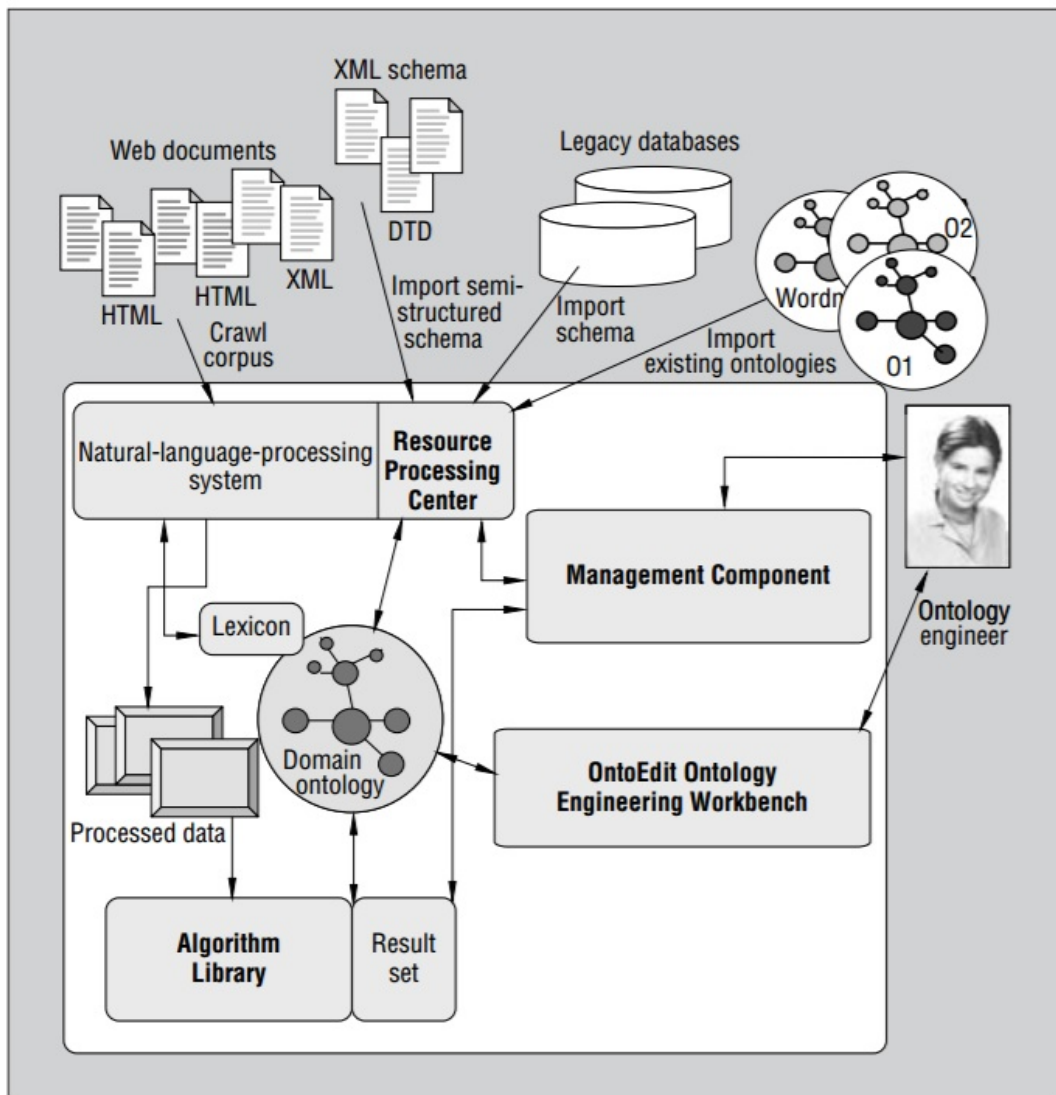 XML schema
Web documents
Legacy databases
DTD
O2
HTML
HTML
XML
Import semi-
structured
schema
Import
schema
Crawl
corpus
Import
existing ontologies
O1
Natural-language-processing
system
Resource
Processing
Center
Management Component
Ontology
engineer
Lexicon
Domain
ontology
OntoEdit Ontology
Engineering Workbench
Processed data
Algorithm
Library
Result
set